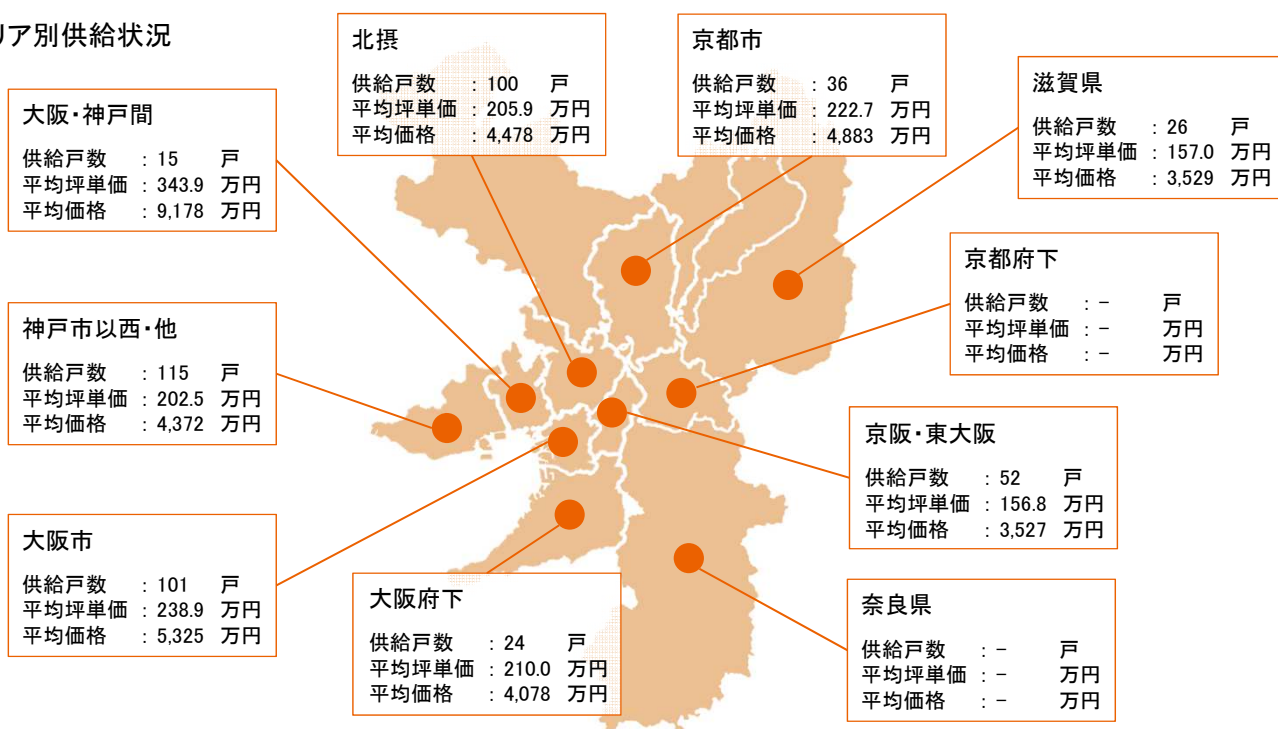 リア別供給状況
北摂
供給戸数 : 100 戸
平均坪単価 : 205.9 万円
平均価格 : 4,478 万円
京都市
供給戸数 : 36 戸
平均坪単価 : 222.7 万円
平均価格 : 4,883 万円
滋賀県
供給戸数 : 26 戸
平均坪単価 : 157.0 万円
平均価格 : 3,529 万円
大阪・神戸間
供給戸数 : 15 戸
平均坪単価 : 343.9 万円
平均価格 : 9,178 万円
京都府下
供給戸数 : - 戸
平均坪単価 : - 万円
平均価格 : - 万円
神戸市以西・他
供給戸数 : 115 戸
平均坪単価 : 202.5 万円
平均価格 : 4,372 万円
京阪・東大阪
供給戸数 : 52 戸
平均坪単価 : 156.8 万円
平均価格 : 3,527 万円
大阪市
供給戸数 : 101 戸
平均坪単価 : 238.9 万円
平均価格 : 5,325 万円
大阪府下
供給戸数 : 24 戸
平均坪単価 : 210.0 万円
平均価格 : 4,078 万円
奈良県
供給戸数 : - 戸
平均坪単価 : - 万円
平均価格 : - 万円